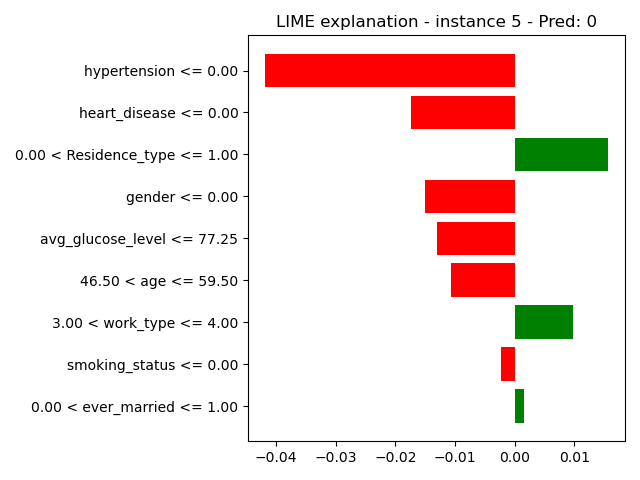 LIME explanation - instance 5 - Pred: 0
hypertension <= 0.00
heart_disease <= 0.00
0.00 < Residence_type <= 1.00
gender <= 0.00
avg_glucose_level <= 77.25
46.50 < age <= 59.50
3.00 < work_type <= 4.00
smoking_status <= 0.00
0.00 < ever_married <= 1.00
−0.04 −0.03 −0.02 −0.01 0.00 0.01